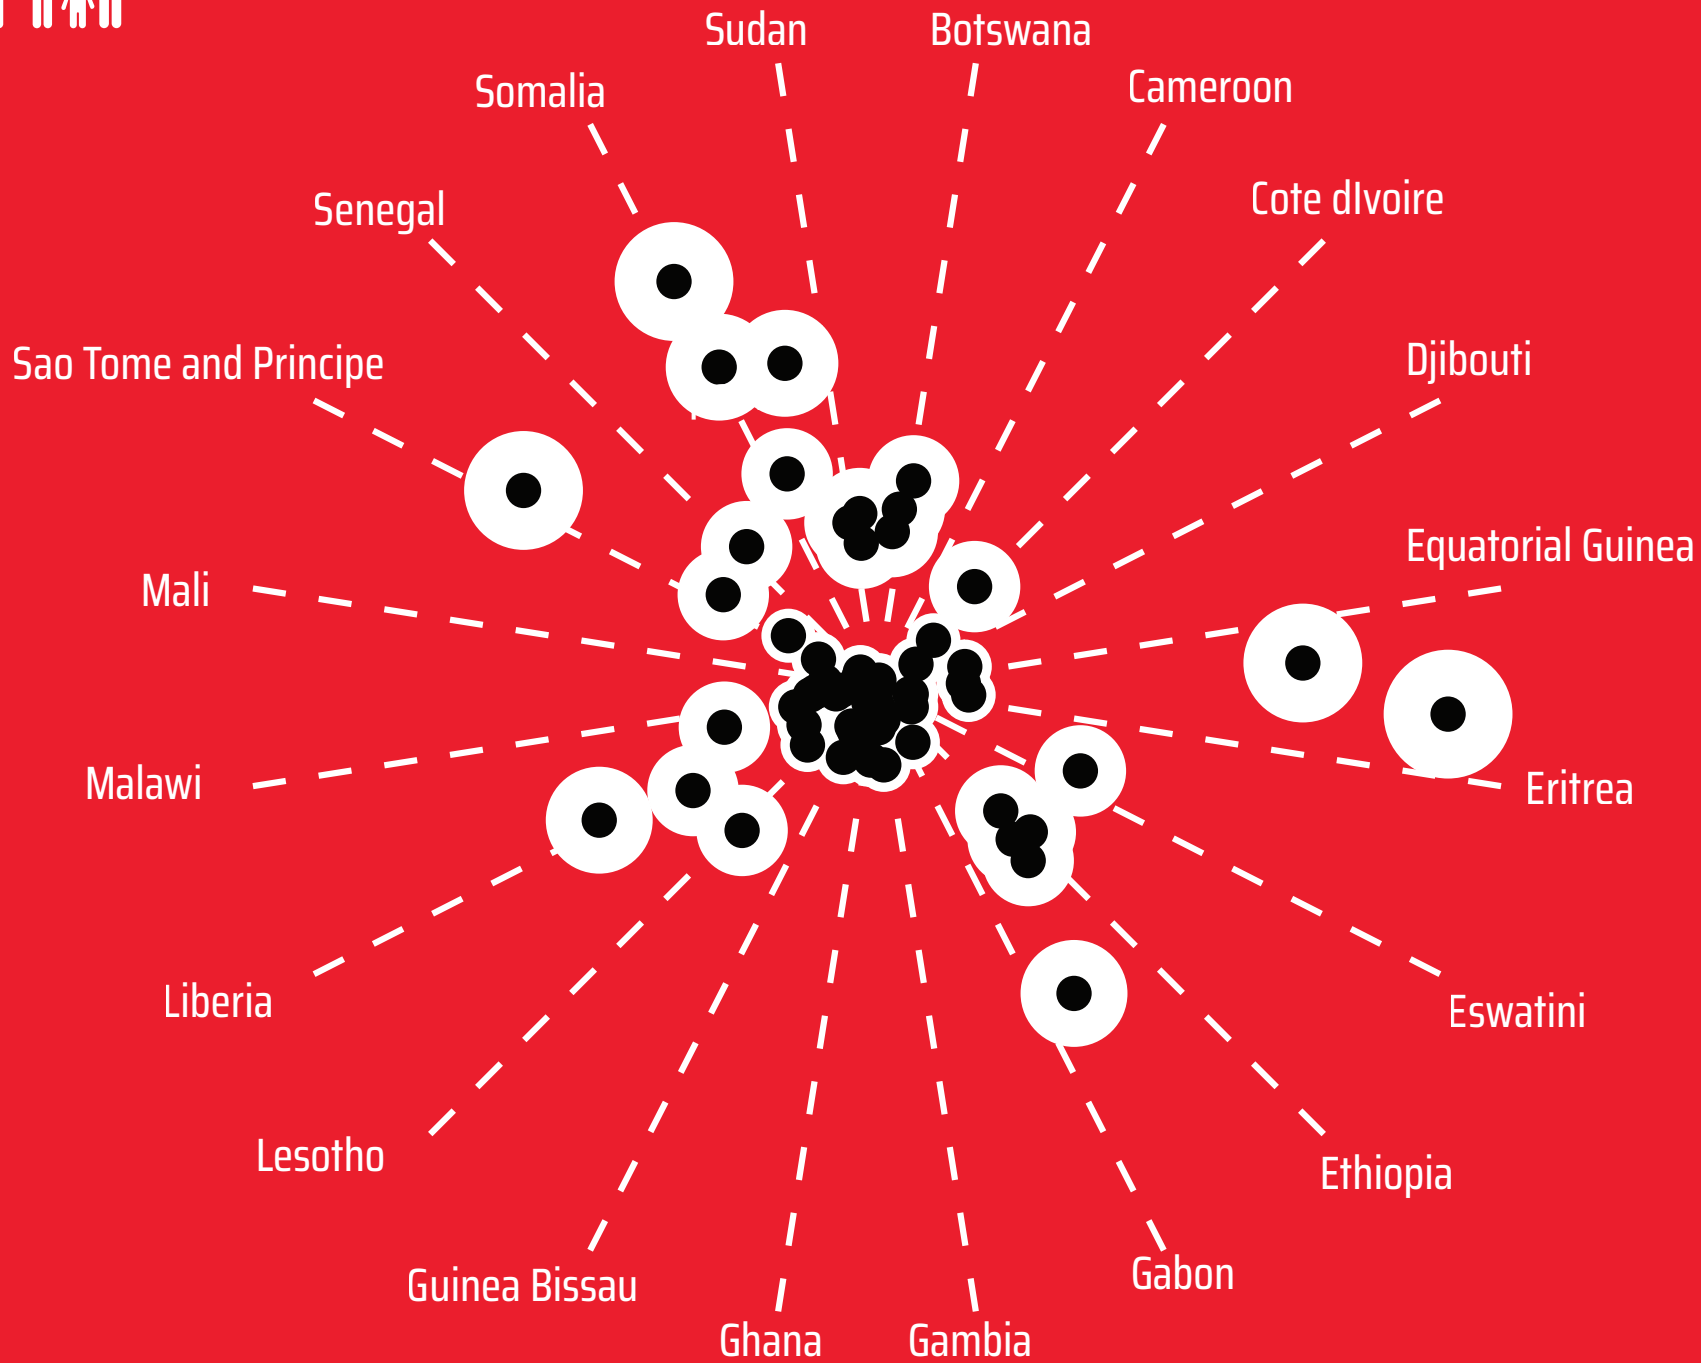 Sudan
Botswana
Somalia
Cameroon
Senegal
Cote dIvoire
Sao Tome and Principe
Djibouti
Equatorial Guinea
Mali
Malawi
Eritrea
Liberia
Eswatini
Lesotho
Ethiopia
Guinea Bissau
Gabon
Ghana
Gambia